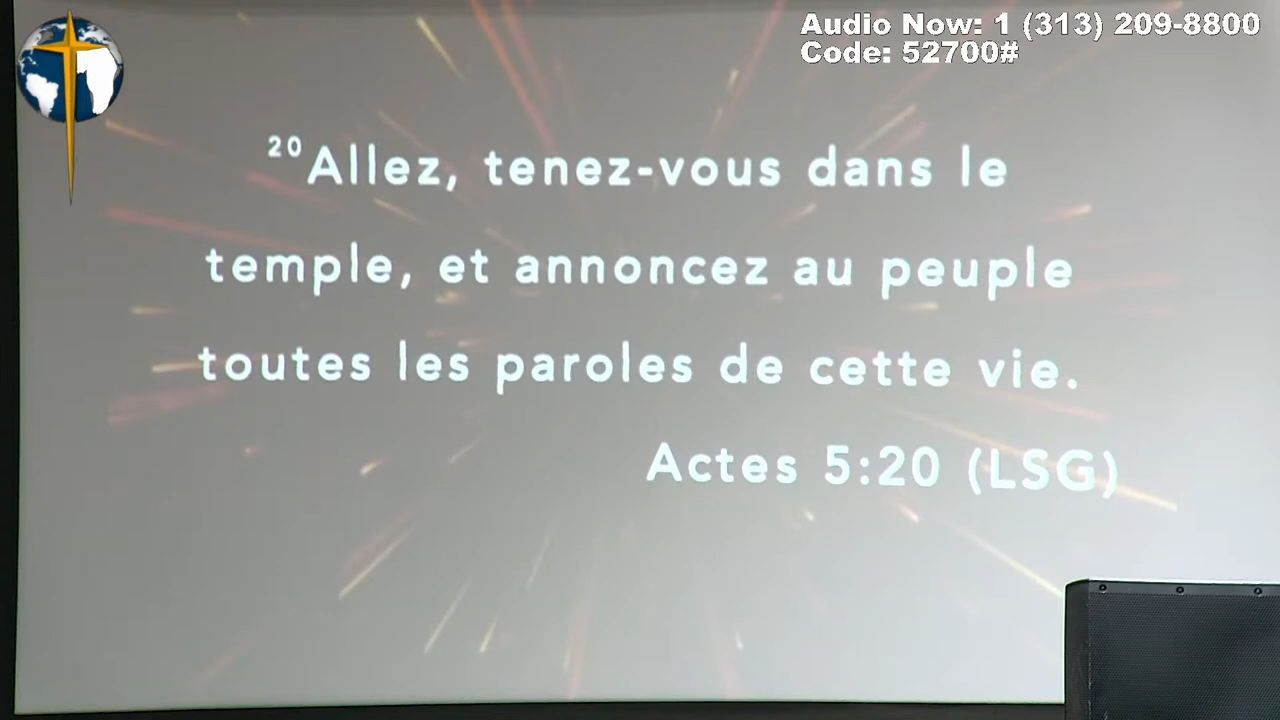 Audio Now: 1 (313) 209-8800
Code: 52700#
20Allez, tenez-vous dans le
temple, et annoncez au peuple
toutes les paroles de cette vie.
Actes 5:20 (LSG)